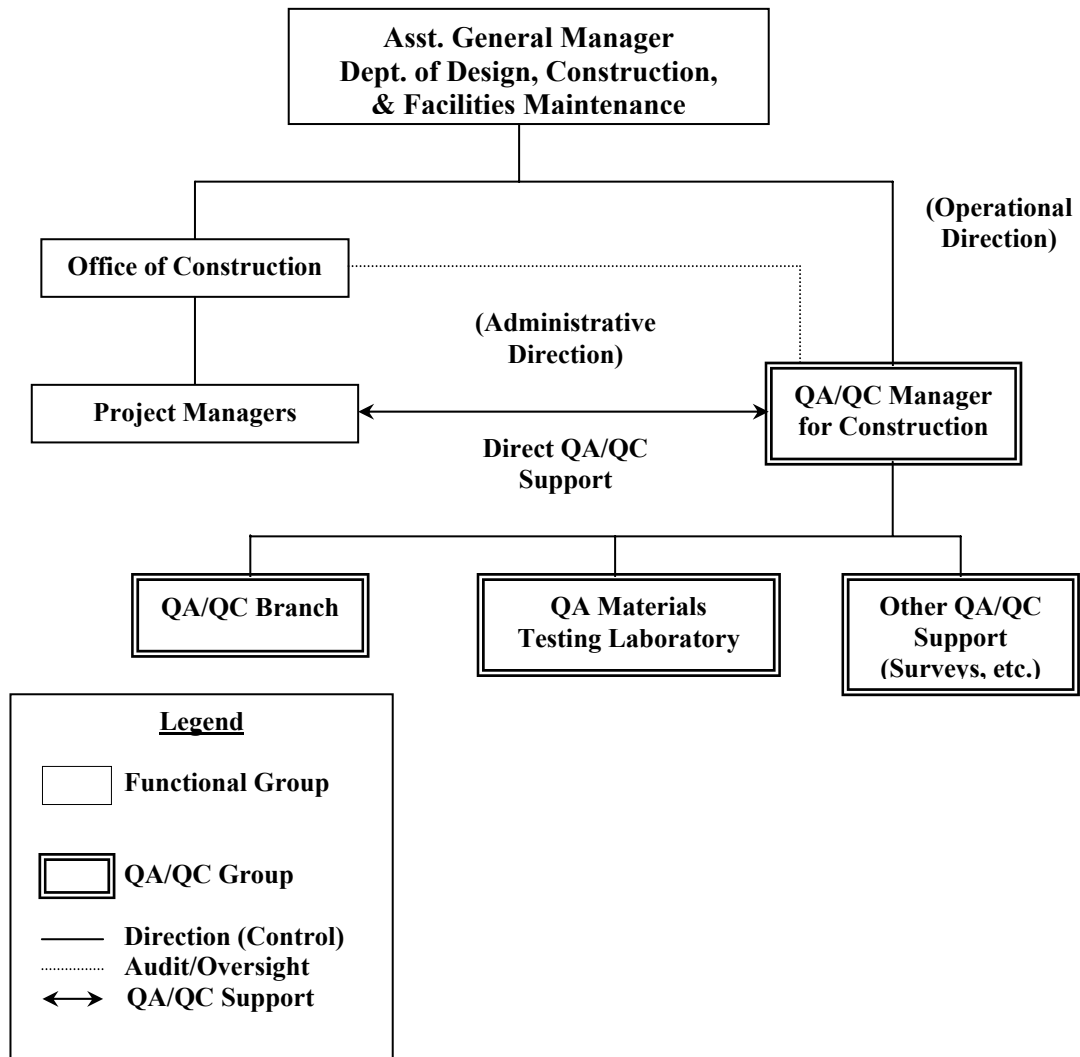 Asst. General Manager
Dept. of Design, Construction,
& Facilities Maintenance
(Operational
Direction)
Office of Construction
(Administrative
Direction)
Project Managers
QA/QC Manager
for Construction
Direct QA/QC
Support
QA/QC Branch
QA Materials
Testing Laboratory
Other QA/QC
Support
(Surveys, etc.)
Legend
Functional Group
QA/QC Group
Direction (Control)
Audit/Oversight
QA/QC Support